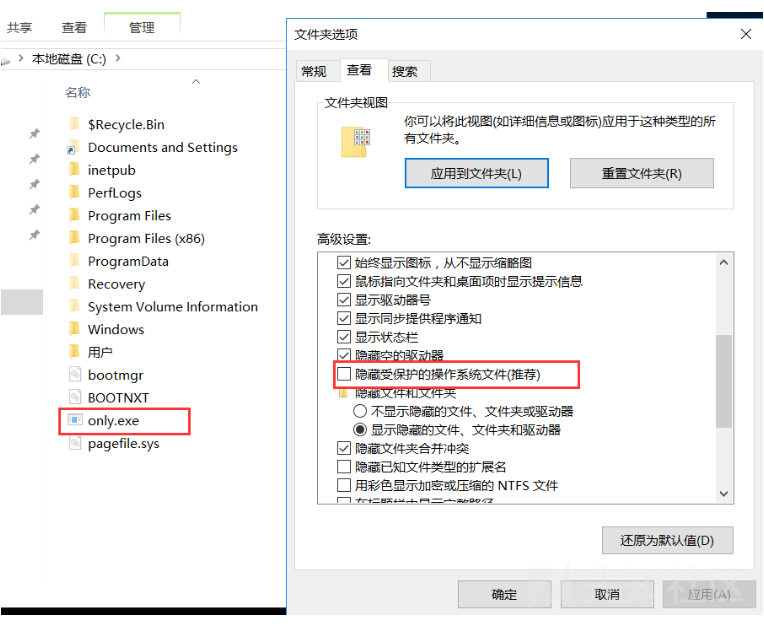 共享 查看 管理
本地磁盘 (C:)
名称
$Recycle.Bin
Documents and Settings
inetpub
PerfLogs
Program Files
Program Files (x86)
ProgramData
Recovery
System Volume Information
Windows
用户
bootmgr
BOOTNXT
only.exe
pagefile.sys
文件夹选项
常规 查看 搜索
文件夹视图
你可以将此视图(如详细信息或图标)应用于这种类型的所
有文件夹。
应用到文件夹(L) 重置文件夹(R)
高级设置:
始终显示图标，从不显示缩略图
鼠标指向文件夹和桌面项时显示提示信息
显示驱动器号
显示同步提供程序通知
显示状态栏
隐藏空的驱动器
隐藏受保护的操作系统文件(推荐)
隐藏文件和文件夹
不显示隐藏的文件、文件夹或驱动器
显示隐藏的文件、文件夹和驱动器
隐藏文件夹合并冲突
隐藏已知文件类型的扩展名
用彩色显示加密或压缩的 NTFS 文件
在标题栏中显示完整路径
还原为默认值(D)
确定 取消 应用(A)